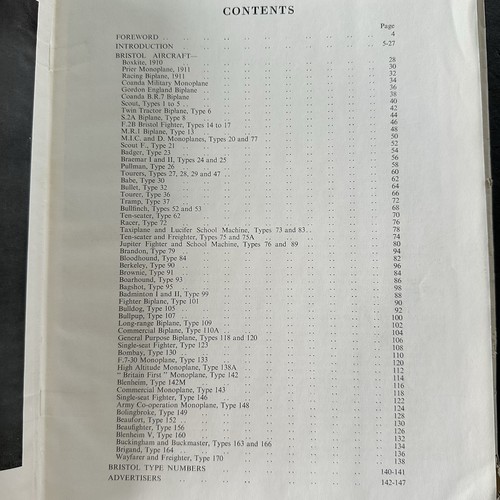 CONTENTS
Page
FOREWORD .. 4
INTRODUCTION 5-27
BRISTOL AIRCRAFT—
Boxkite, 1910 28
Prier Monoplane, 1911 30
Racing Biplane, 1911 32
Coanda Military Monoplane 34
Gordon England Biplane 36
Coanda B.R.7 Biplane 38
Scout, Types 1 to 5 40
Twin Tractor Biplane, Type 6 42
S.2A Biplane, Type 8 44
F.2B Bristol Fighter, Types 14 to 17 46
M.R.1 Biplane, Type 13 48
M.1.C. and D. Monoplanes, Types 20 and 77 50
Scout F., Type 21 52
Badger, Type 23 54
Braemar I and II, Types 24 and 25 56
Pullman, Type 26 58
Tourers, Types 27, 28, 29 and 47 60
Babe, Type 30 62
Bullet, Type 32 64
Tourer, Type 36 66
Tramp, Type 37 72
Bullfinch, Types 52 and 53 68
Ten-seater, Type 62 70
Racer, Type 72 76
Taxiplane and Lucifer School Machine, Types 73 and 83 78
Ten-seater and Freighter, Types 75 and 75A 74
Jupiter Fighter and School Machine, Types 76 and 89 80
Brandon, Type 79 94
Bloodhound, Type 84 82
Berkeley, Type 90 96
Brownie, Type 91 84
Boarhound, Type 93 86
Bagshot, Type 95 98
Badminton I and II, Type 99 88
Fighter Biplane, Type 101 90
Bulldog, Type 105 92
Bullpup, Type 107 100
Long-range Biplane, Type 109 102
Commercial Biplane, Type 110A 104
General Purpose Biplane, Types 118 and 120 106
Single-seat Fighter, Type 123 108
Bombay, Type 130 110
F.7-30 Monoplane, Type 133 120
High Altitude Monoplane, Type 138A 112
"Britain First" Monoplane, Type 142 114
Blenheim, Type 142M 116
Commercial Monoplane, Type 143 118
Single-seat Fighter, Type 146 122
Army Co-operation Monoplane, Type 148 124
Bolingbroke, Type 149 128
Beaufort, Type 152 130
Beaufighter, Type 156 126
Blenheim V, Type 160 132
Buckingham and Buckmaster, Types 163 and 166 134
Brigand, Type 164 136
Wayfarer and Freighter, Type 170 138
BRISTOL TYPE NUMBERS 140-141
ADVERTISERS 142-147